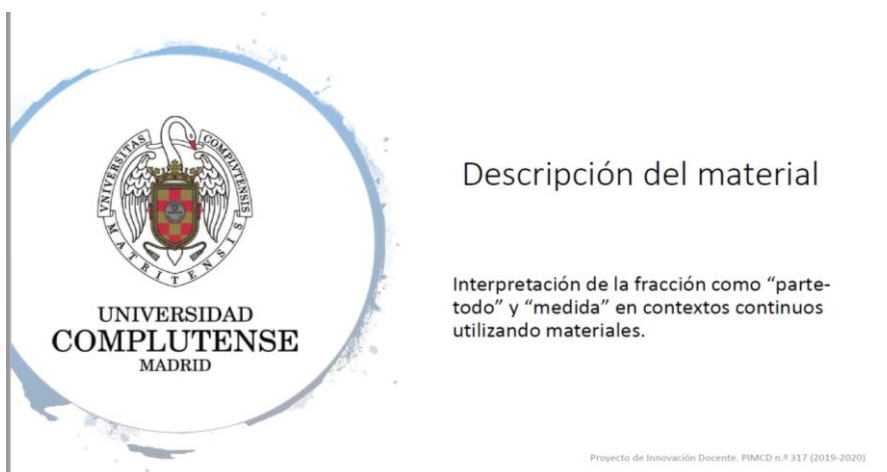 UNIVERSITAS COMPLVTENSIS
MATRITENSIS
UNIVERSIDAD
COMPLUTENSE
MADRID
Descripción del material
Interpretación de la fracción como “parte-
todo” y “medida” en contextos continuos
utilizando materiales.
Proyecto de Innovación Docente. PIMCD n.º 317 (2019-2020)